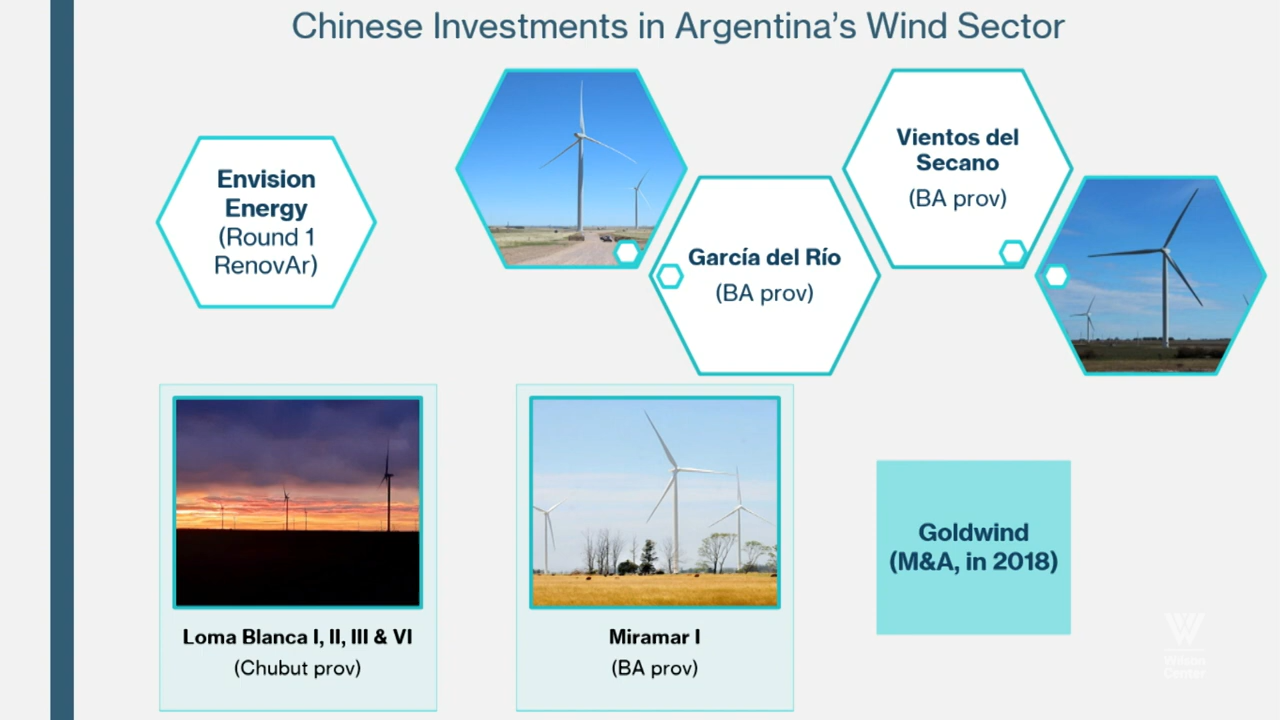 Chinese Investments in Argentina's Wind Sector
Envision
Energy
(Round 1
RenovAr)
García del Río
(BA prov)
Vientos del
Secano
(BA prov)
Loma Blanca I, II, III & VI
(Chubut prov)
Miramar I
(BA prov)
Goldwind
(M&A, in 2018)
W
Wilson
Center